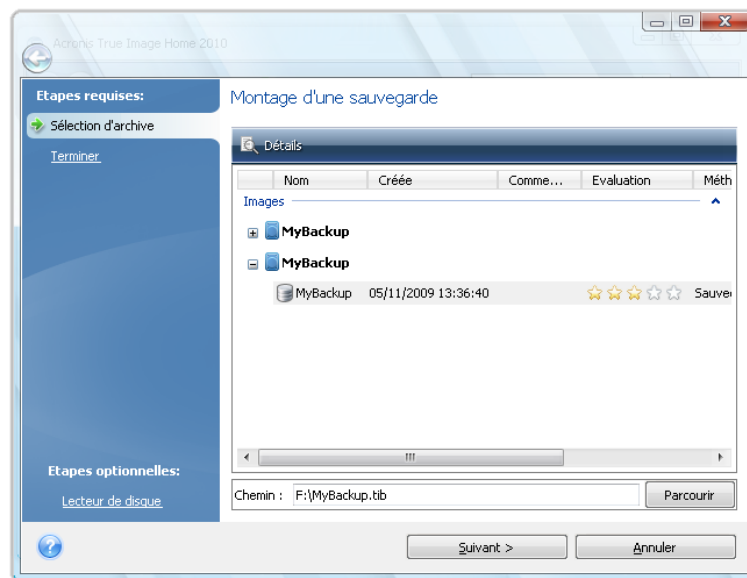 Acronis True Image Home 2010
Etapes requises:
Sélection d'archive
Terminer
Etapes optionnelles:
Lecteur de disque
Montage d'une sauvegarde
Détails
Nom Créée Comme... Evaluation Méth
Images
MyBackup
MyBackup
MyBackup 05/11/2009 13:36:40 Sauve
Chemin : F:\MyBackup.tib Parcourir
Suivant > Annuler